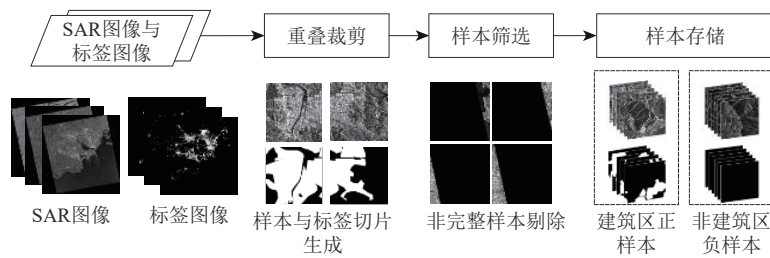 SAR图像与
标签图像
重叠裁剪
样本筛选
样本存储
SAR图像
标签图像
样本与标签切片
生成
非完整样本剔除
建筑区正
样本
非建筑区
负样本